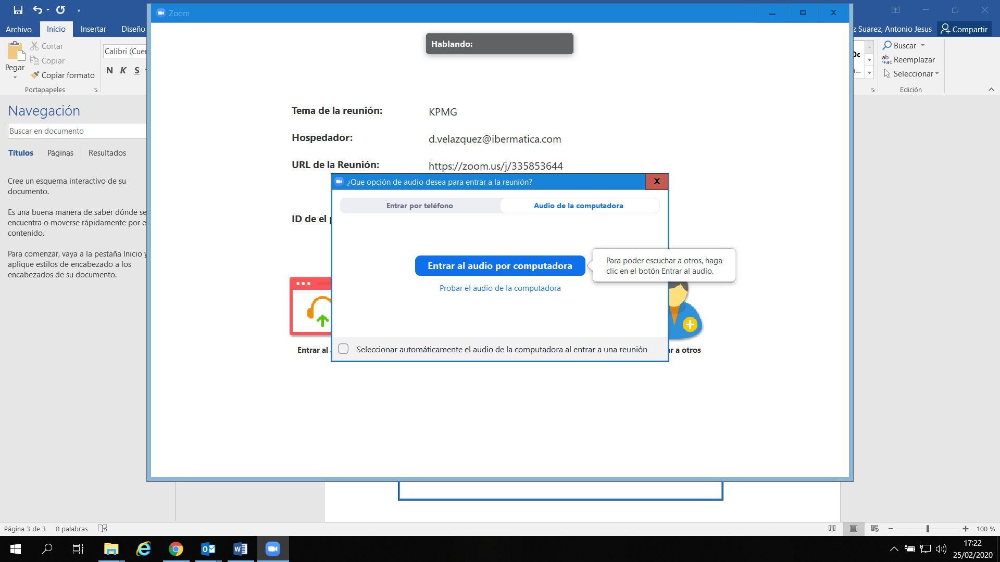 Zoom
Archivo
Inicio
Insertar
Diseño
z Suarez, Antonio Jesus
Compartir
Pegar
Cortar
Copiar
Copiar formato
Portapapeles
Calibri (Cuer
N K S
Buscar
Reemplazar
Seleccionar
Edición
Hablando:
Navegación
Buscar en documento
Títulos
Páginas
Resultados
Cree un esquema interactivo de su
documento.
Es una buena manera de saber dónde se
encuentra o moverse rápidamente por e
contenido.
Para comenzar, vaya a la pestaña Inicio y
aplique estilos de encabezado a los
encabezados de su documento.
Tema de la reunión:
KPMG
Hospedador:
d.velazquez@ibermatica.com
URL de la Reunión:
https://zoom.us/j/335853644
ID de el p
¿Que opción de audio desea para entrar a la reunión?
Entrar por teléfono
Audio de la computadora
Entrar al audio por computadora
Para poder escuchar a otros, haga
clic en el botón Entrar al audio.
Probar el audio de la computadora
Entrar al
r a otros
Seleccionar automáticamente el audio de la computadora al entrar a una reunión
Página 3 de 3
0 palabras
100 %
17:22
25/02/2020